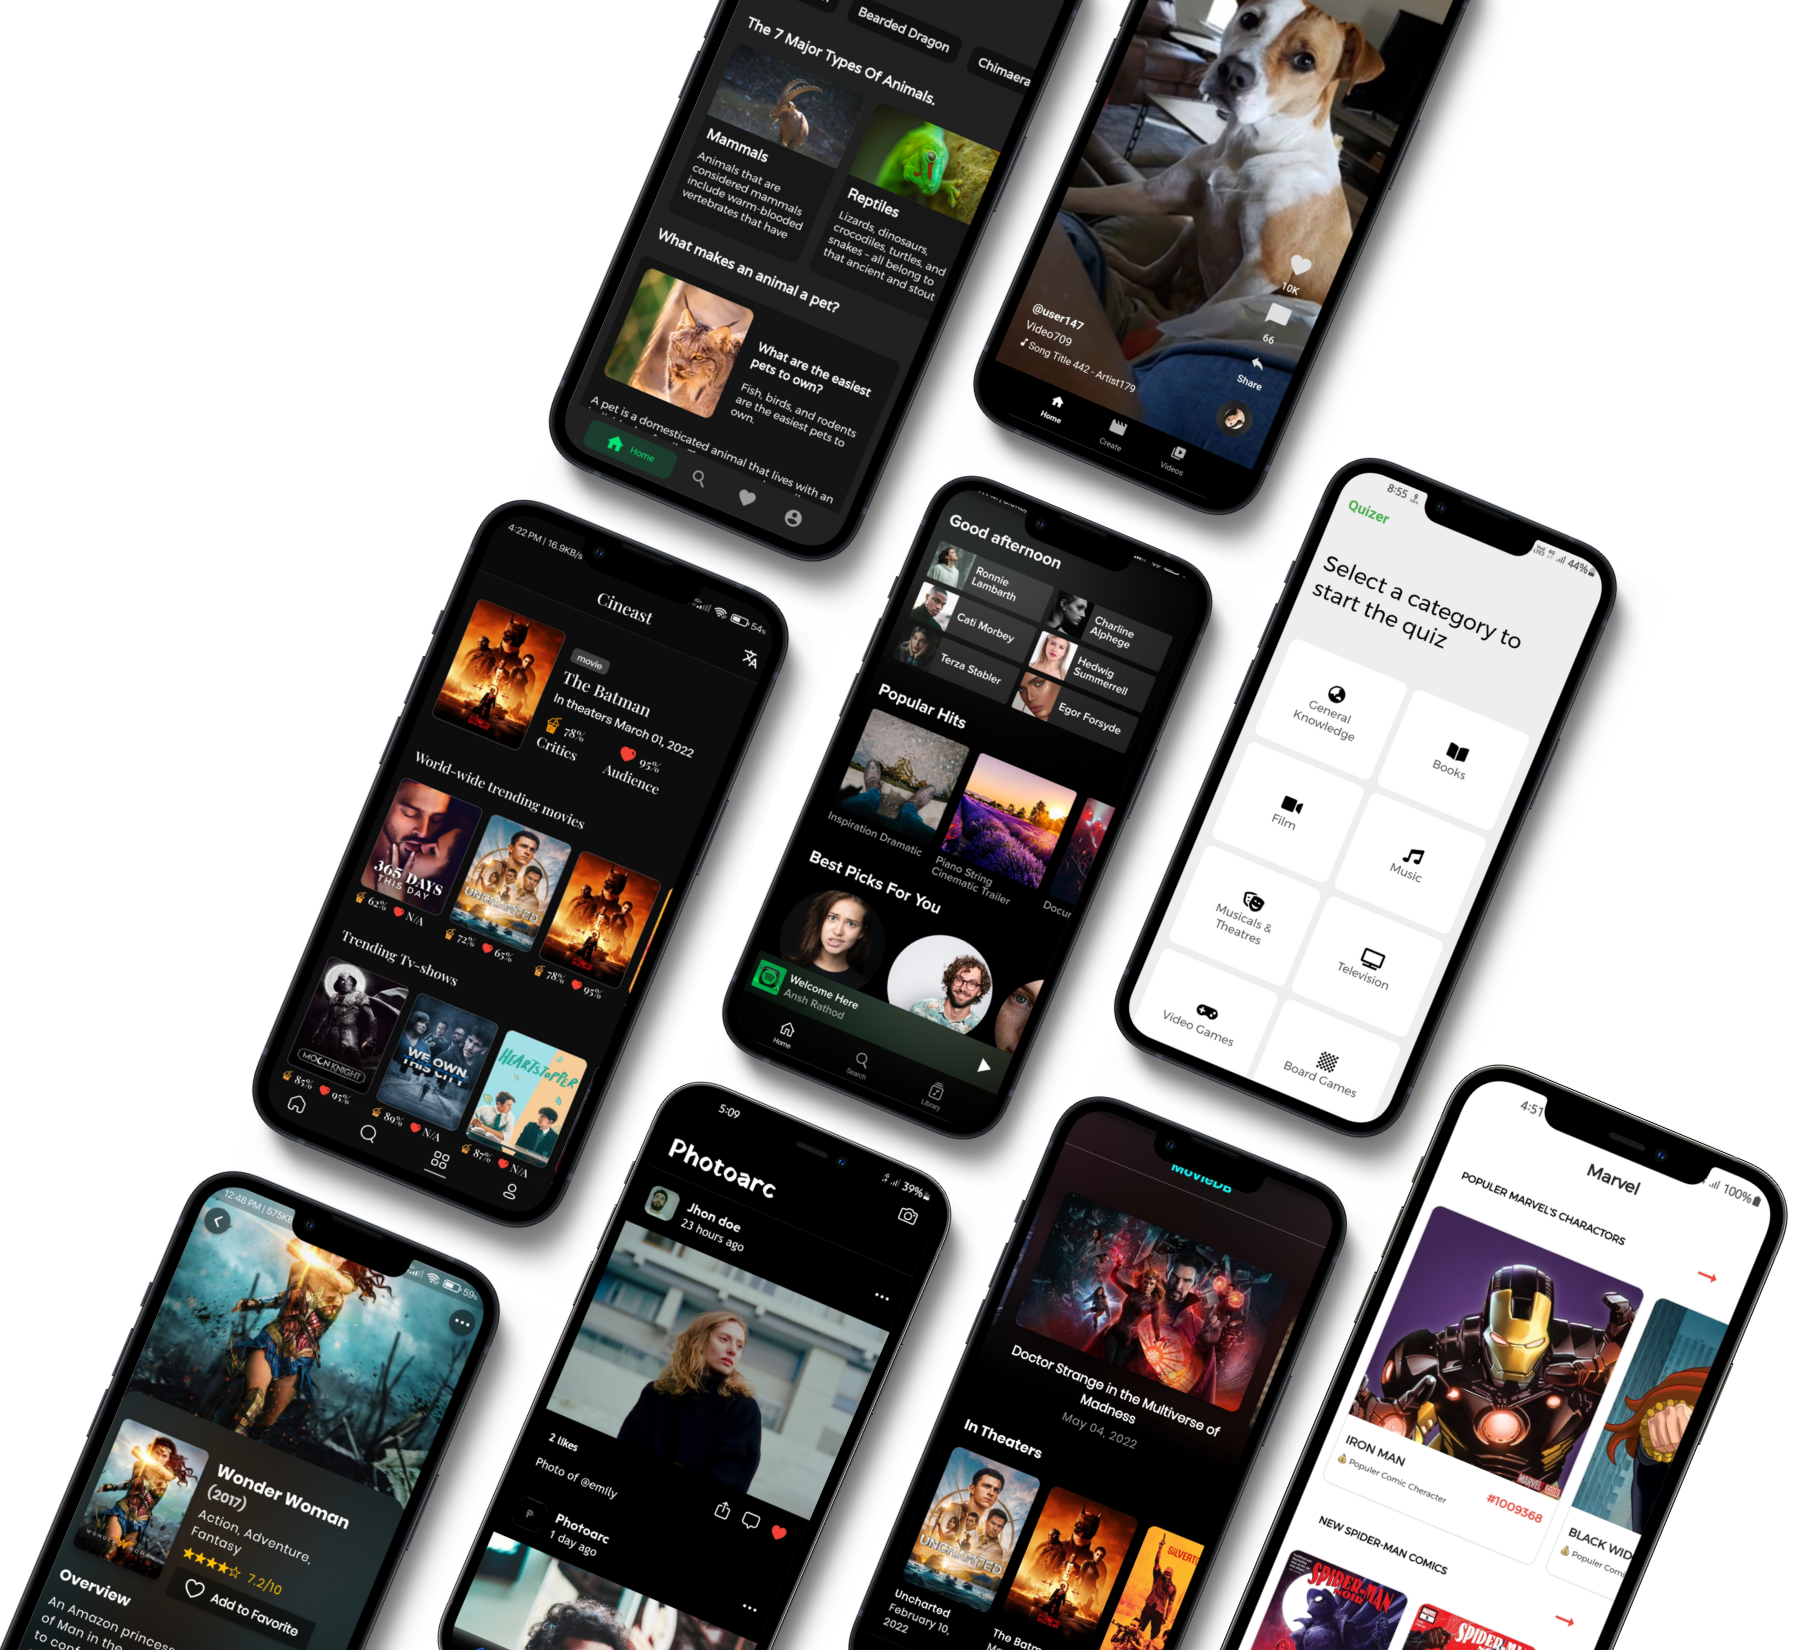 Bearded Dragon
Chimaera
The 7 Major Types Of Animals.
Mammals
Animals that are
considered mammals
include warm-blooded
vertebrates that have
Reptiles
Lizards, dinosaurs,
crocodiles, turtles, and
snakes - all belong to
that ancient and stout
What makes an animal a pet?
What are the easiest
pets to own?
Fish, birds, and rodents
are the easiest pets to
own.
A pet is a domesticated animal that lives with an
Home
10K
66
Share
@user147
Video709
Song Title 442 - Artist179
Home
Create
Videos
4:22 PM | 16.9KB/s
54%
Cineast
movie
The Batman
In theaters March 01, 2022
78%
Critics
95%
Audience
World-wide trending movies
365 DAYS
THIS DAY
UNCHARTED
62%
N/A
72%
65%
78%
95%
Trending Tv-shows
MOON KNIGHT
WE OWN
THIS CITY
HEARTSTOPPER
85%
95%
89%
N/A
87%
N/A
Good afternoon
Ronnie
Lambarth
Charline
Alphege
Cati Morbey
Hedwig
Summerrell
Terza Stabler
Egor Forsyde
Popular Hits
Inspiration Dramatic
Piano String
Cinematic Trailer
Docur
Best Picks For You
Welcome Here
Ansh Rathod
Home
Search
Library
8:55
44%
Quizer
Select a category to
start the quiz
General
Knowledge
Books
Film
Music
Musicals &
Theatres
Television
Video Games
Board Games
12:48 PM | 575KB
59%
Wonder Woman
(2017)
Action, Adventure,
Fantasy
7.2/10
Add to Favorite
Overview
An Amazon princess
of Man in the
to conf
5:09
39%
Photoarc
Jhon doe
23 hours ago
2 likes
Photo of @emily
Photoarc
1 day ago
MovieDB
Doctor Strange in the Multiverse of
Madness
May 04, 2022
In Theaters
UNCHARTED
Uncharted
February 10,
2022
The Batm
4:51
100%
Marvel
POPULER MARVEL'S CHARACTORS
MARVEL
IRON MAN
Populer Comic Character
#1009368
BLACK WID
Populer Com
NEW SPIDER-MAN COMICS
SPIDER-MAN
NOIR
SPIDER-MAN